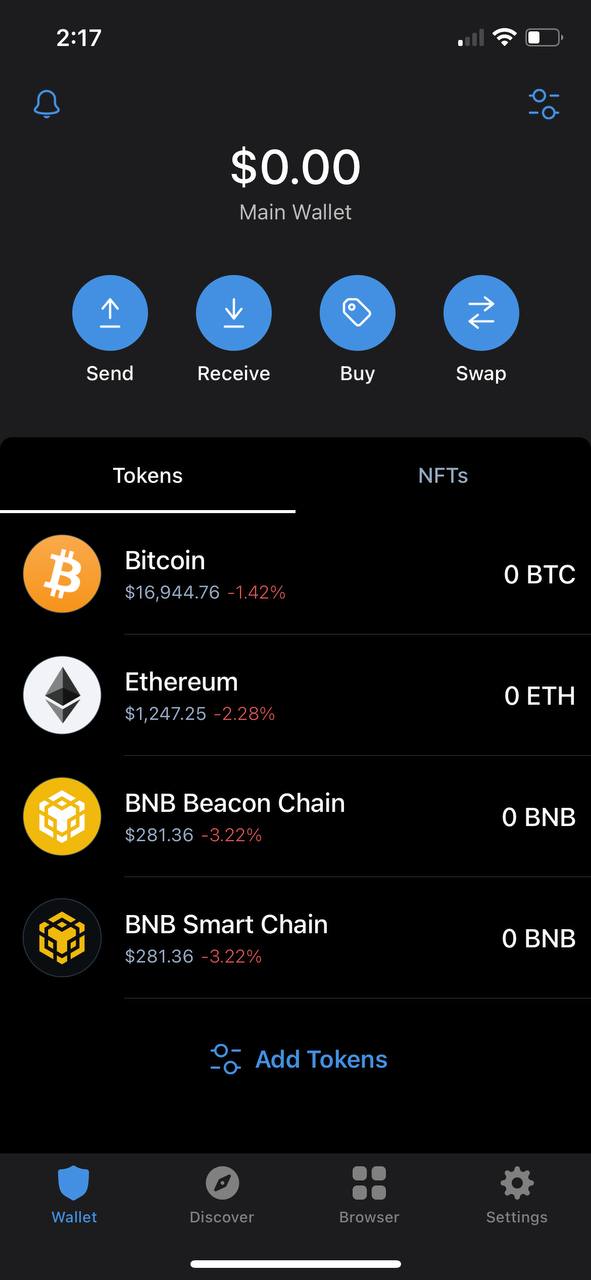 2:17
$0.00
Main Wallet
Send Receive Buy Swap
Tokens NFTs
Bitcoin
$16,944.76 -1.42%
0 BTC
Ethereum
$1,247.25 -2.28%
0 ETH
BNB Beacon Chain
$281.36 -3.22%
0 BNB
BNB Smart Chain
$281.36 -3.22%
0 BNB
Add Tokens
Wallet Discover Browser Settings